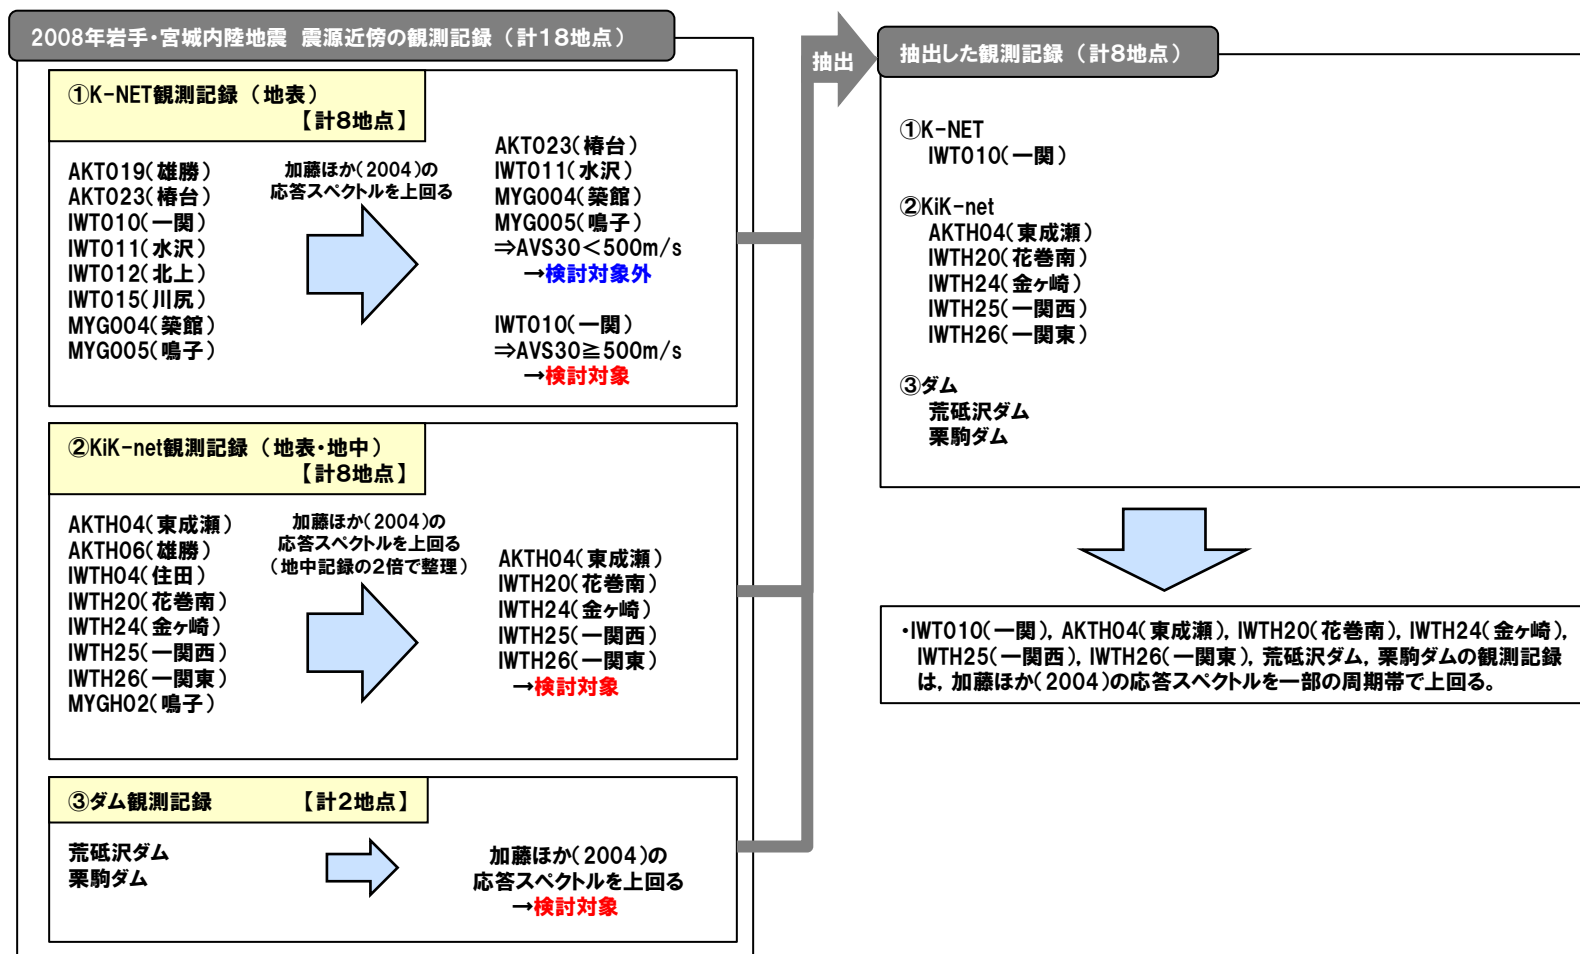 2008年岩手・宮城内陸地震 震源近傍の観測記録（計18地点）
①K-NET観測記録（地表）
【計8地点】
AKT019(雄勝)
AKT023(椿台)
IWT010(一関)
IWT011(水沢)
IWT012(北上)
IWT015(川尻)
MYG004(築館)
MYG005(鳴子)
加藤ほか(2004)の
応答スペクトルを上回る
AKT023(椿台)
IWT011(水沢)
MYG004(築館)
MYG005(鳴子)
⇒AVS30＜500m/s
→検討対象外
IWT010(一関)
⇒AVS30≧500m/s
→検討対象
②KiK-net観測記録（地表・地中）
【計8地点】
AKTH04(東成瀬)
AKTH06(雄勝)
IWTH04(住田)
IWTH20(花巻南)
IWTH24(金ヶ崎)
IWTH25(一関西)
IWTH26(一関東)
MYGH02(鳴子)
加藤ほか(2004)の
応答スペクトルを上回る
(地中記録の2倍で整理)
AKTH04(東成瀬)
IWTH20(花巻南)
IWTH24(金ヶ崎)
IWTH25(一関西)
IWTH26(一関東)
→検討対象
③ダム観測記録 【計2地点】
荒砥沢ダム
栗駒ダム
加藤ほか(2004)の
応答スペクトルを上回る
→検討対象
抽出
抽出した観測記録（計8地点）
①K-NET
IWT010(一関)
②KiK-net
AKTH04(東成瀬)
IWTH20(花巻南)
IWTH24(金ヶ崎)
IWTH25(一関西)
IWTH26(一関東)
③ダム
荒砥沢ダム
栗駒ダム
・IWT010(一関), AKTH04(東成瀬), IWTH20(花巻南), IWTH24(金ヶ崎),
IWTH25(一関西), IWTH26(一関東), 荒砥沢ダム, 栗駒ダムの観測記録
は, 加藤ほか(2004)の応答スペクトルを一部の周期帯で上回る。